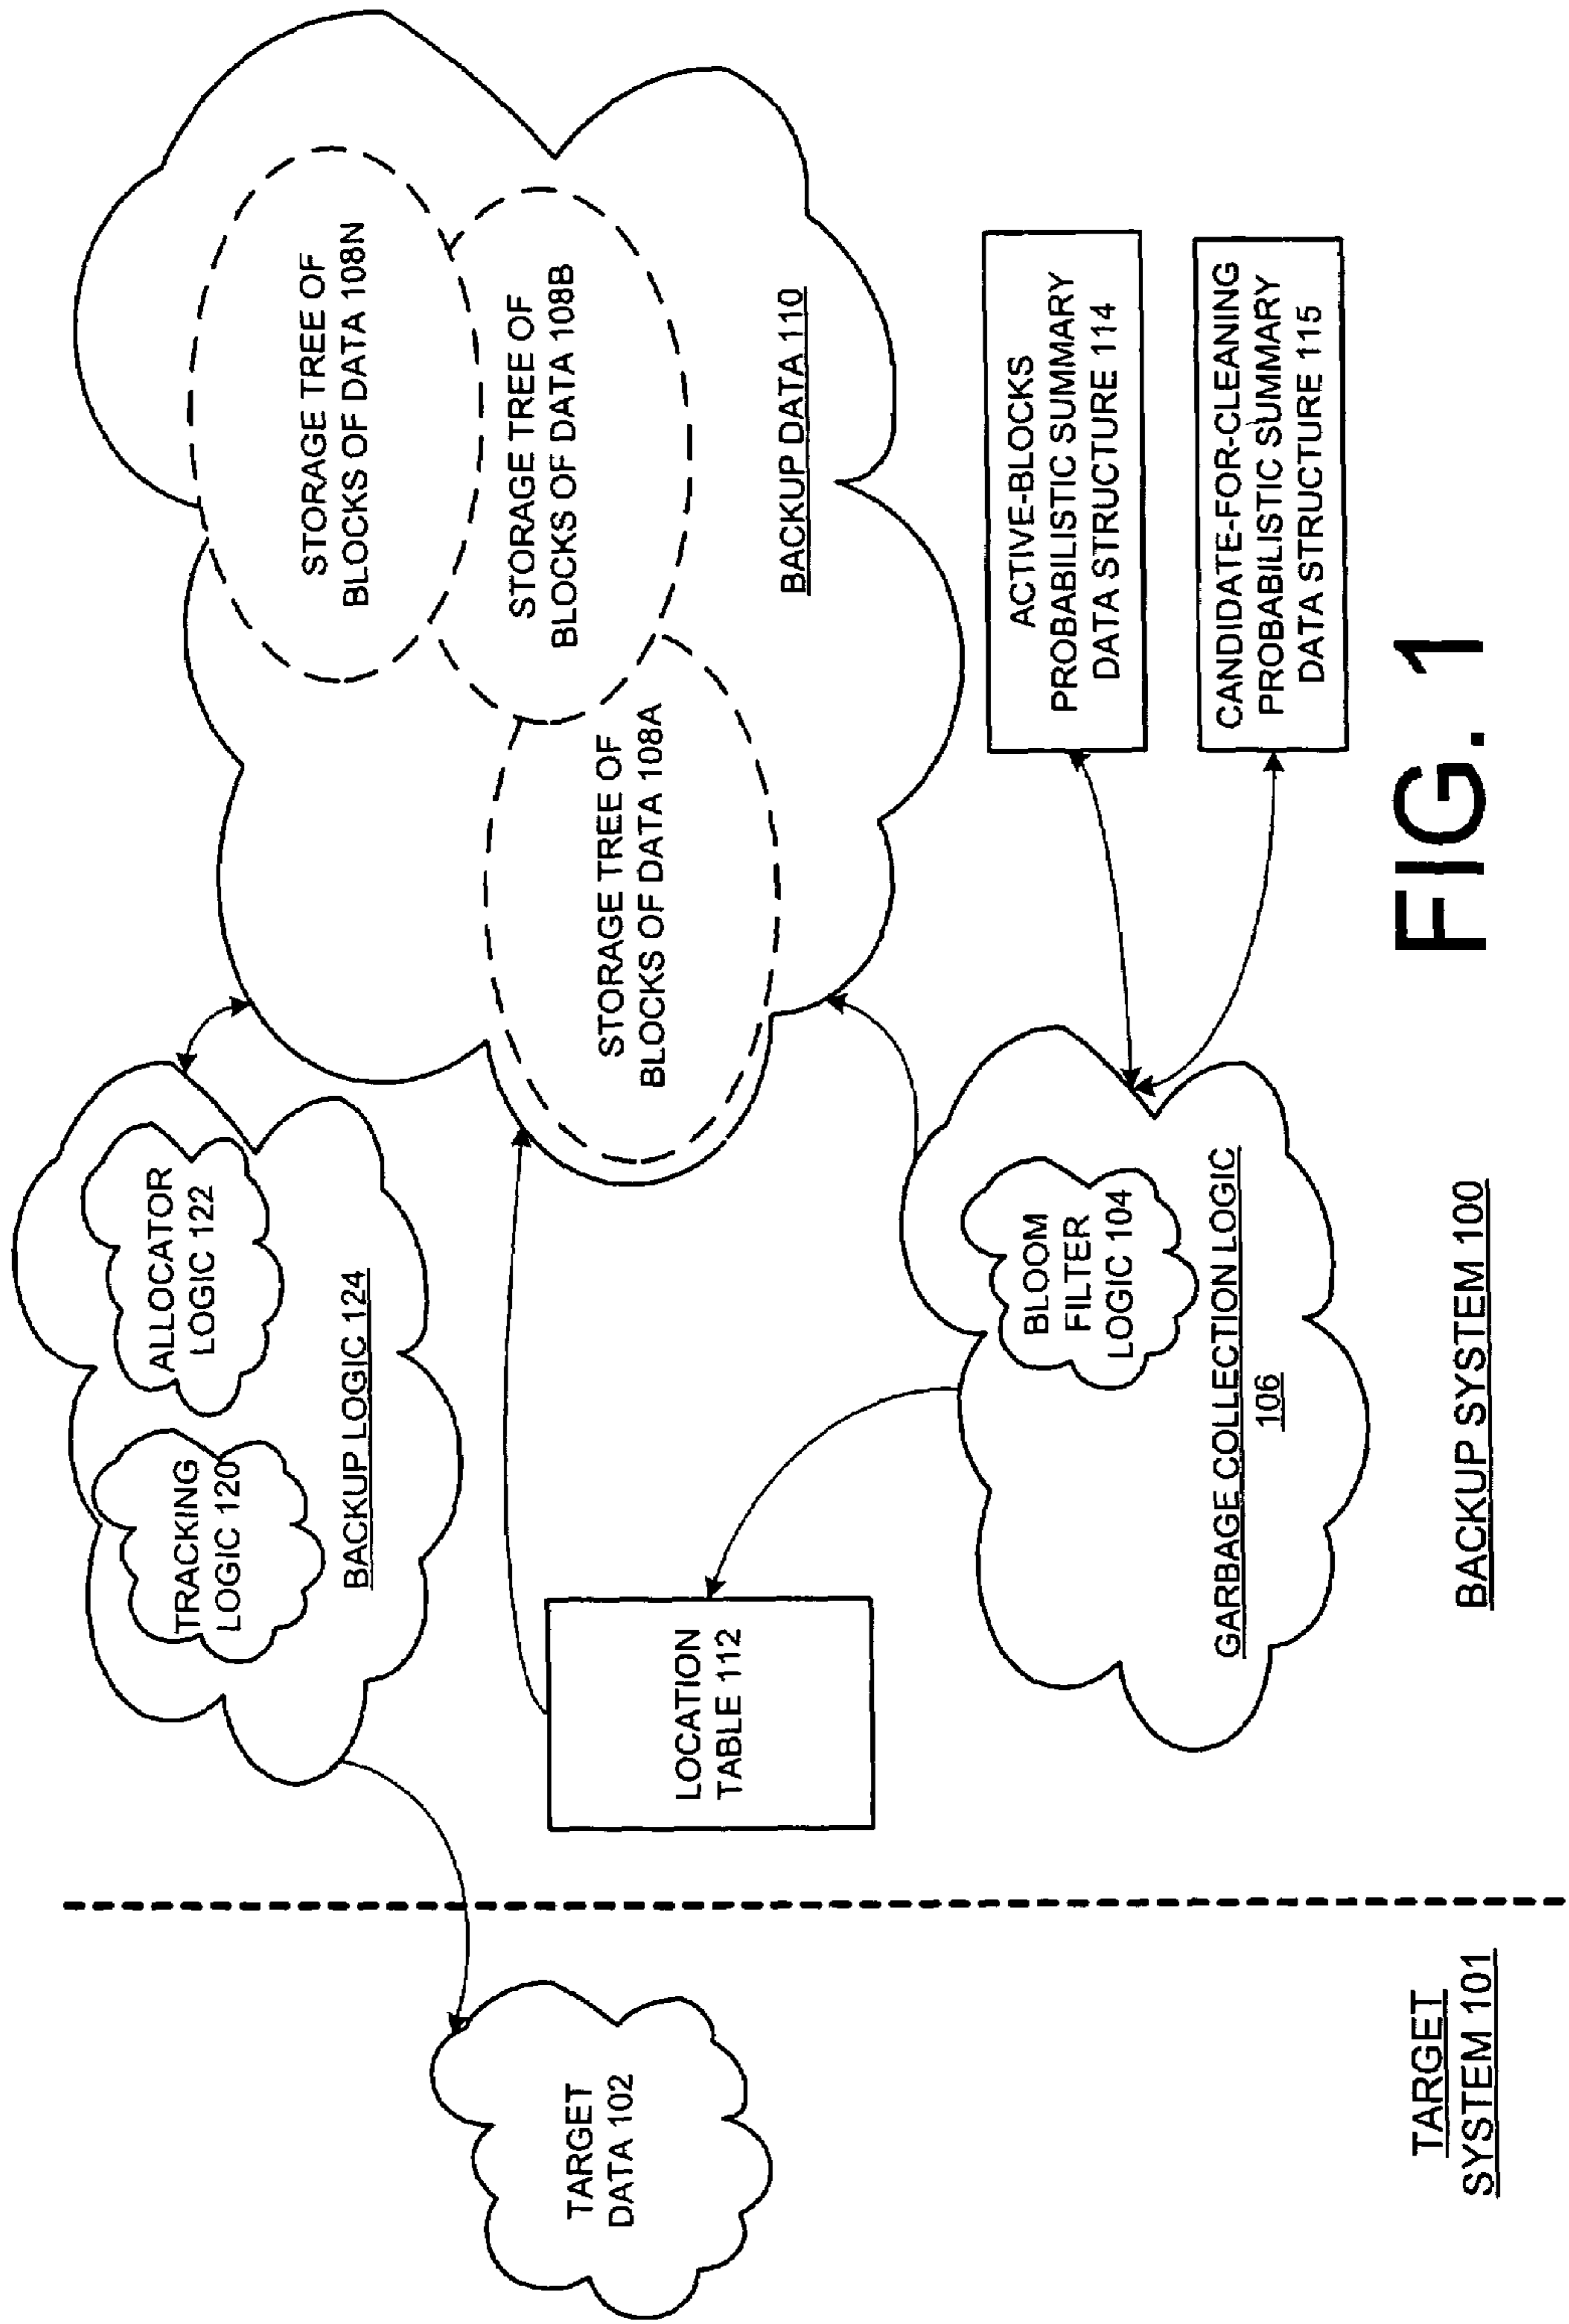 TARGET
DATA 102
TARGET
SYSTEM 101
TRACKING
LOGIC 120
ALLOCATOR
LOGIC 122
BACKUP LOGIC 124
LOCATION
TABLE 112
BLOOM
FILTER
LOGIC 104
GARBAGE COLLECTION LOGIC
106
BACKUP SYSTEM 100
STORAGE TREE OF
BLOCKS OF DATA 108N
STORAGE TREE OF
BLOCKS OF DATA 108B
STORAGE TREE OF
BLOCKS OF DATA 108A
BACKUP DATA 110
ACTIVE-BLOCKS
PROBABILISTIC SUMMARY
DATA STRUCTURE 114
CANDIDATE-FOR-CLEANING
PROBABILISTIC SUMMARY
DATA STRUCTURE 115
FIG. 1